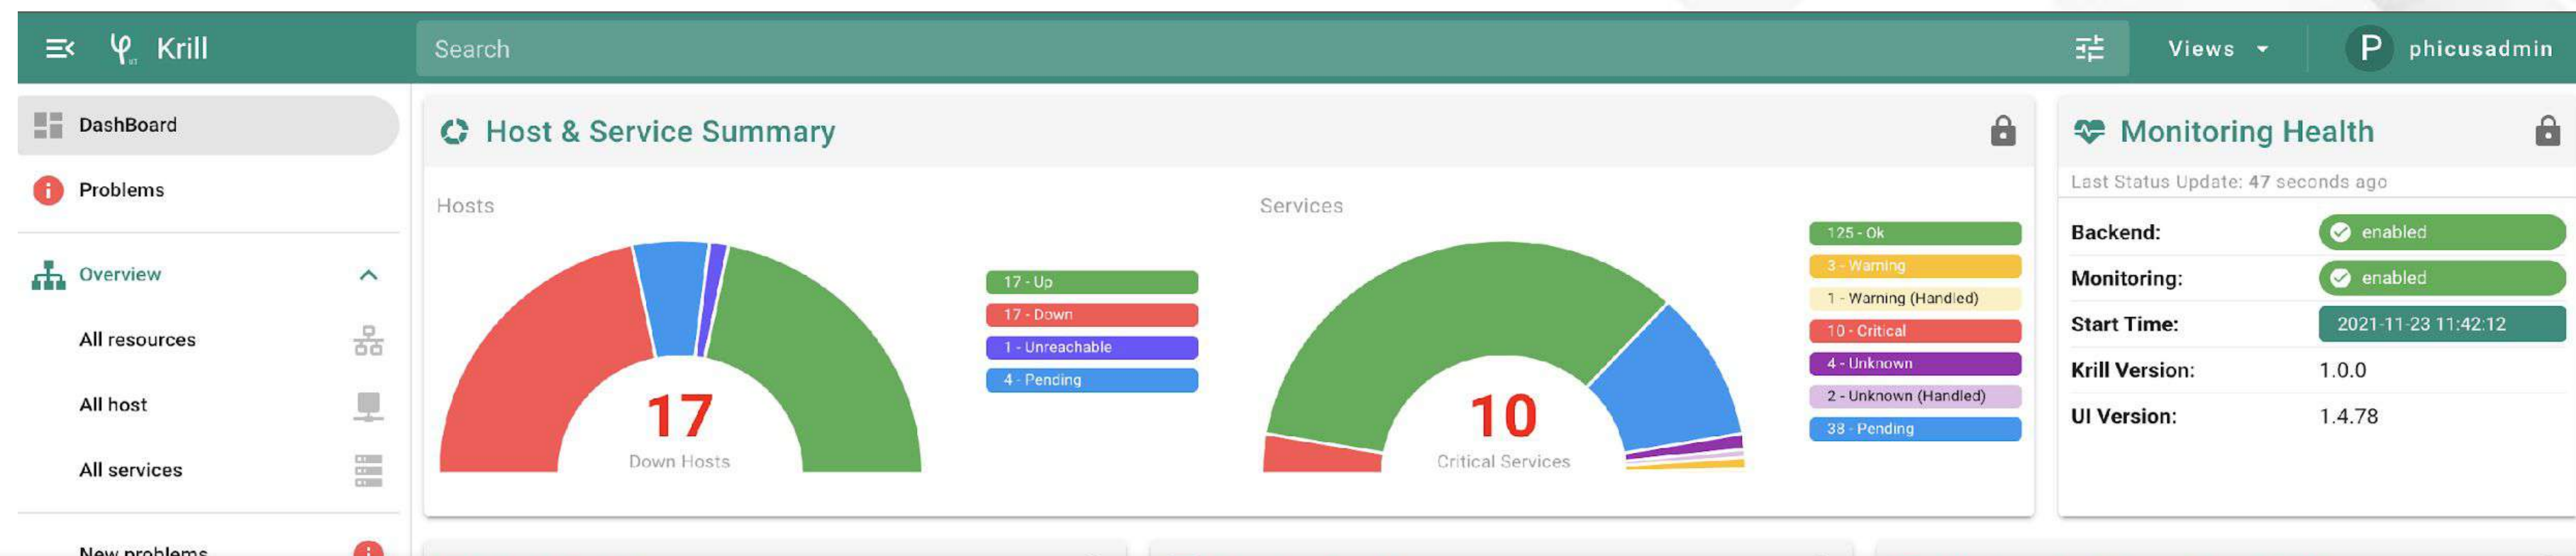 Krill
Search
Views
P phicusadmin
DashBoard
Problems
Overview
All resources
All host
All services
New problems
Host & Service Summary
Hosts
17
Down Hosts
17 - Up
17 - Down
1 - Unreachable
4 - Pending
Services
10
Critical Services
125 - Ok
3 - Warning
1 - Warning (Handled)
10 - Critical
4 - Unknown
2 - Unknown (Handled)
38 - Pending
Monitoring Health
Last Status Update: 47 seconds ago
Backend: enabled
Monitoring: enabled
Start Time: 2021-11-23 11:42:12
Krill Version: 1.0.0
UI Version: 1.4.78